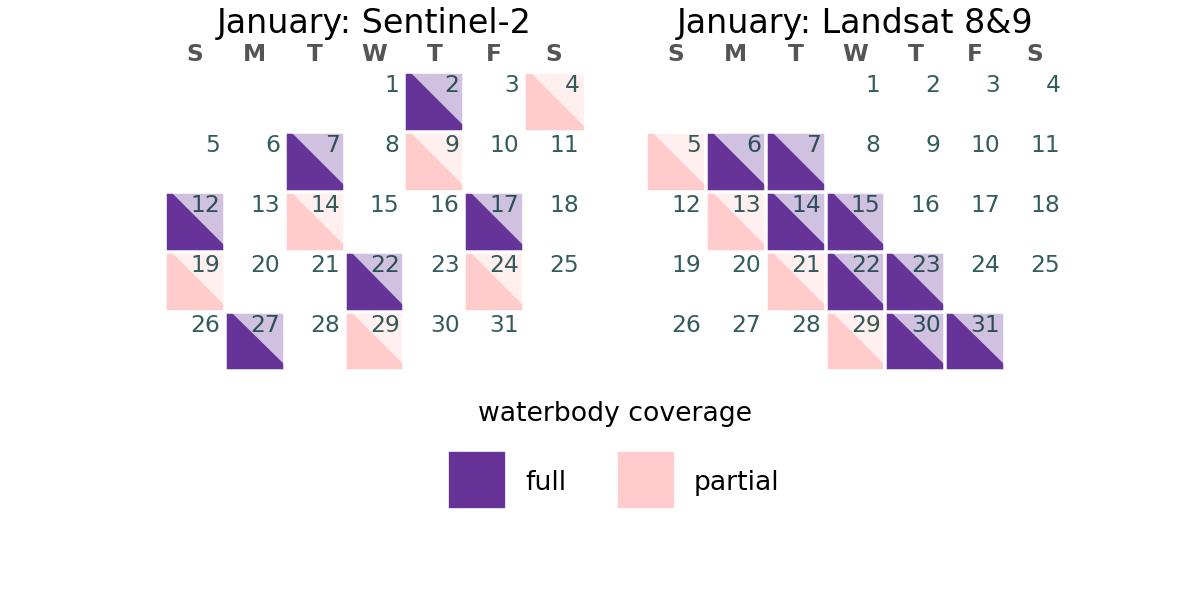 January: Sentinel-2
S M T W T F S
1 2 3 4
5 6 7 8 9 10 11
12 13 14 15 16 17 18
19 20 21 22 23 24 25
26 27 28 29 30 31
January: Landsat 8&9
S M T W T F S
1 2 3 4
5 6 7 8 9 10 11
12 13 14 15 16 17 18
19 20 21 22 23 24 25
26 27 28 29 30 31
waterbody coverage
full
partial